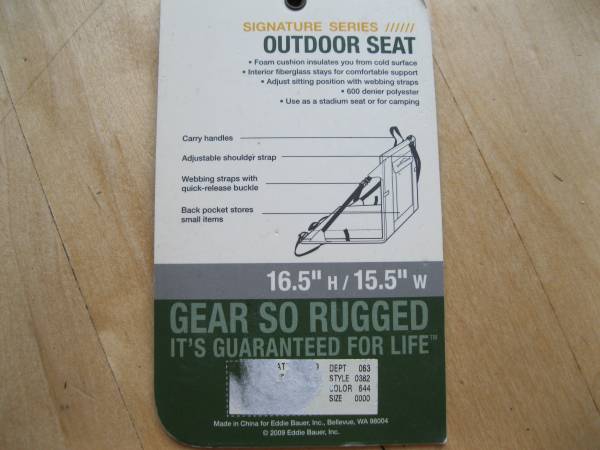 SIGNATURE SERIES //////
OUTDOOR SEAT
• Foam cushion insulates you from cold surface
• Interior fiberglass stays for comfortable support
• Adjust sitting position with webbing straps
• 600 denier polyester
• Use as a stadium seat or for camping
Carry handles
Adjustable shoulder strap
Webbing straps with
quick-release buckle
Back pocket stores
small items
16.5" H / 15.5" W
GEAR SO RUGGED
IT'S GUARANTEED FOR LIFE™
DEPT 063
STYLE 0362
COLOR 644
SIZE 0000
Made in China for Eddie Bauer, Inc., Bellevue, WA 98004
© 2009 Eddie Bauer, Inc.